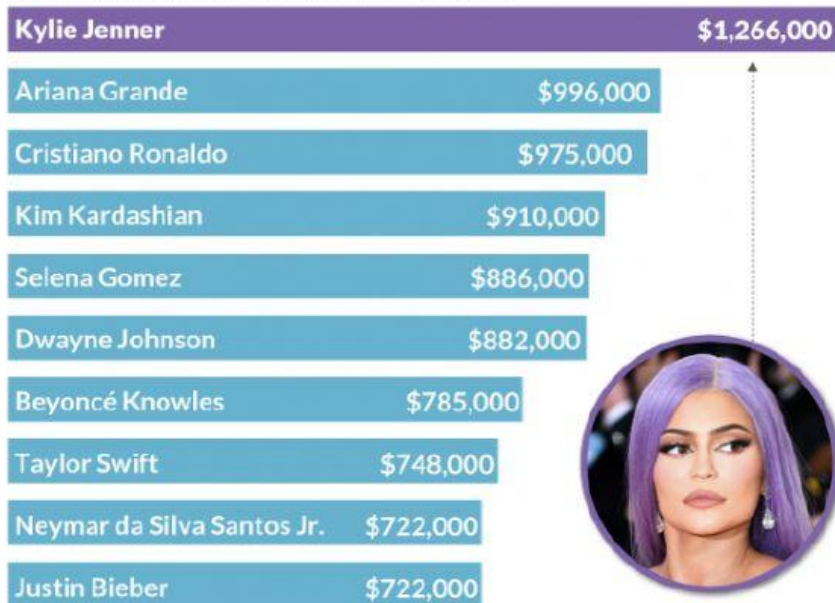 Kylie Jenner $1,266,000
Ariana Grande $996,000
Cristiano Ronaldo $975,000
Kim Kardashian $910,000
Selena Gomez $886,000
Dwayne Johnson $882,000
Beyoncé Knowles $785,000
Taylor Swift $748,000
Neymar da Silva Santos Jr. $722,000
Justin Bieber $722,000